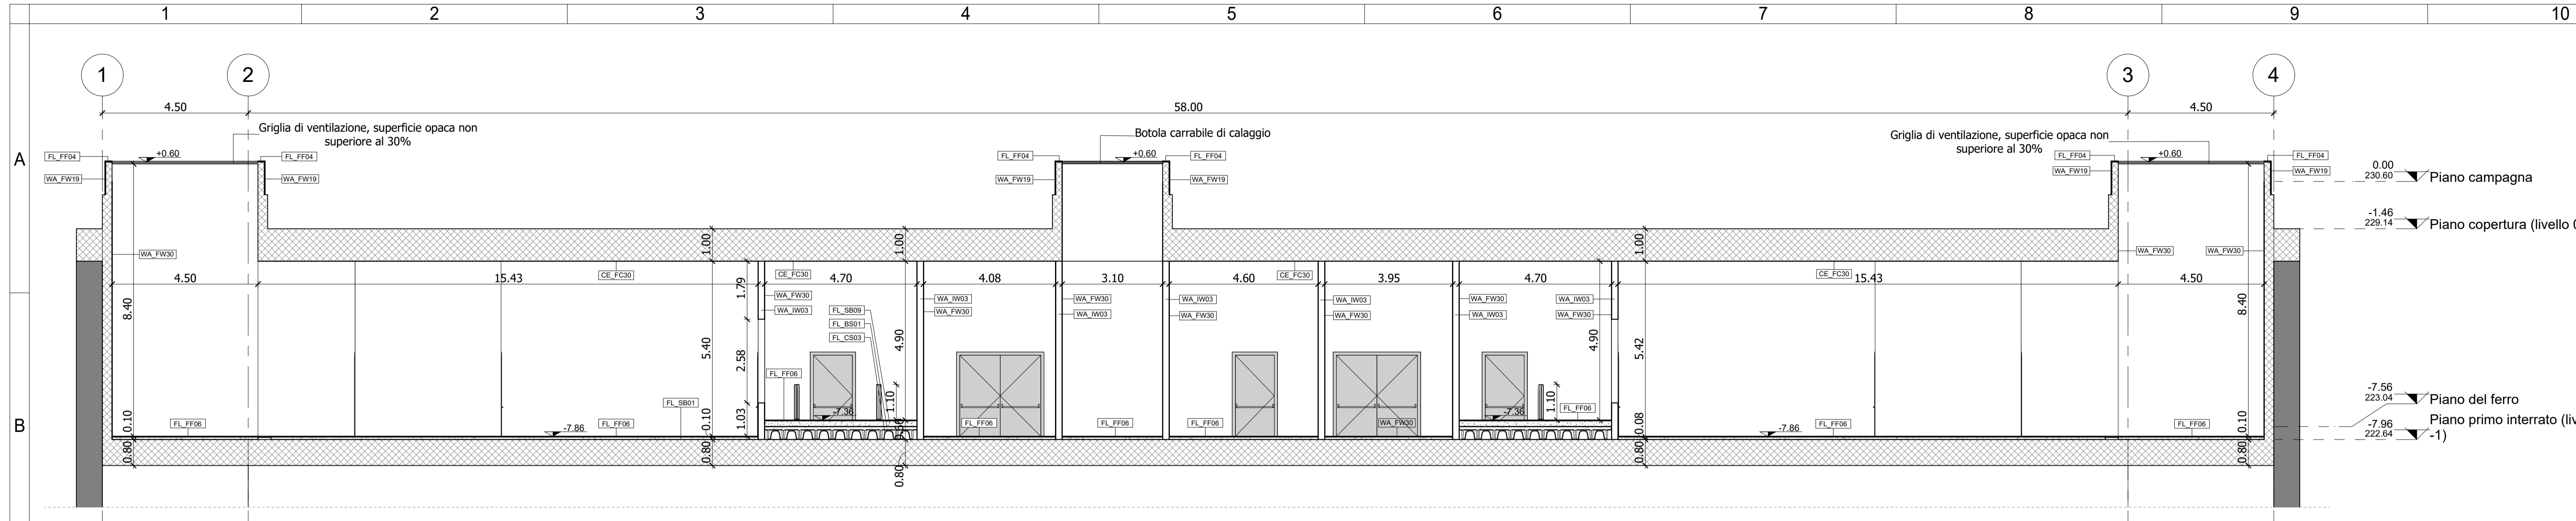 1 2 3 4 5 6 7 8 9 10
1 2 3 4
4.50 58.00 4.50
Griglia di ventilazione, superficie opaca non
superiore al 30%
Botola carrabile di calaggio
Griglia di ventilazione, superficie opaca non
superiore al 30%
A
FL_FF04 +0.60 FL_FF04 FL_FF04 +0.60 FL_FF04 FL_FF04 +0.60 FL_FF04
WA_FW19 WA_FW19 WA_FW19 WA_FW19 WA_FW19 WA_FW19
0.00
230.60 Piano campagna
-1.46
229.14 Piano copertura (livello 0
1.00 1.00 1.00
WA_FW30 WA_FW30 WA_FW30
CE_FC30 CE_FC30 CE_FC30 CE_FC30
4.50 15.43 4.70 4.08 3.10 4.60 3.95 4.70 15.43 4.50
8.40 1.79 8.40
WA_FW30 WA_IW03 WA_FW30 WA_IW03 WA_IW03 WA_FW30 WA_IW03
WA_IW03 FL_SB09 WA_FW30 WA_IW03 WA_FW30 WA_FW30 WA_IW03 WA_FW30
FL_BS01
FL_CS03
5.40 2.58 4.90 4.90 5.42
FL_FF06
1.10 1.10
FL_SB01 FL_FF06
-7.36 -7.36
B
FL_FF06 FL_FF06 FL_FF06 FL_FF06 FL_FF06 WA_FW30 FL_FF06 FL_FF06
-7.86 -7.86
0.10 0.10 1.03 0.08 0.10
0.80 0.80 0.80 0.80 0.80
-7.56
223.04 Piano del ferro
-7.96
222.64 Piano primo interrato (liv
-1)